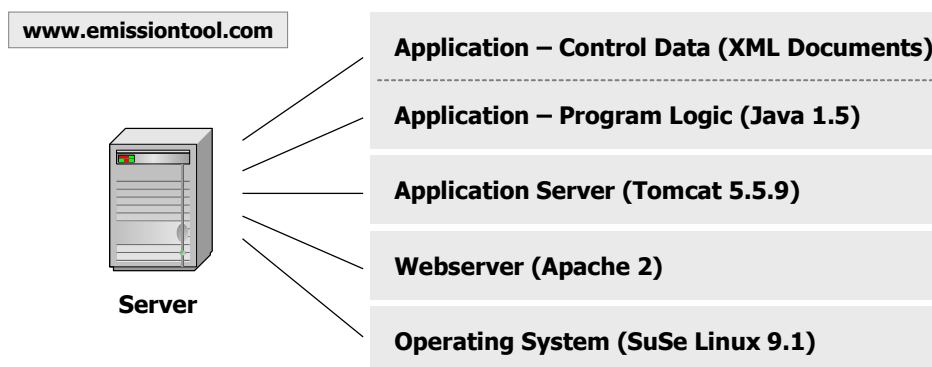 www.emissiontool.com
Application – Control Data (XML Documents)
Application – Program Logic (Java 1.5)
Application Server (Tomcat 5.5.9)
Webserver (Apache 2)
Server
Operating System (SuSe Linux 9.1)